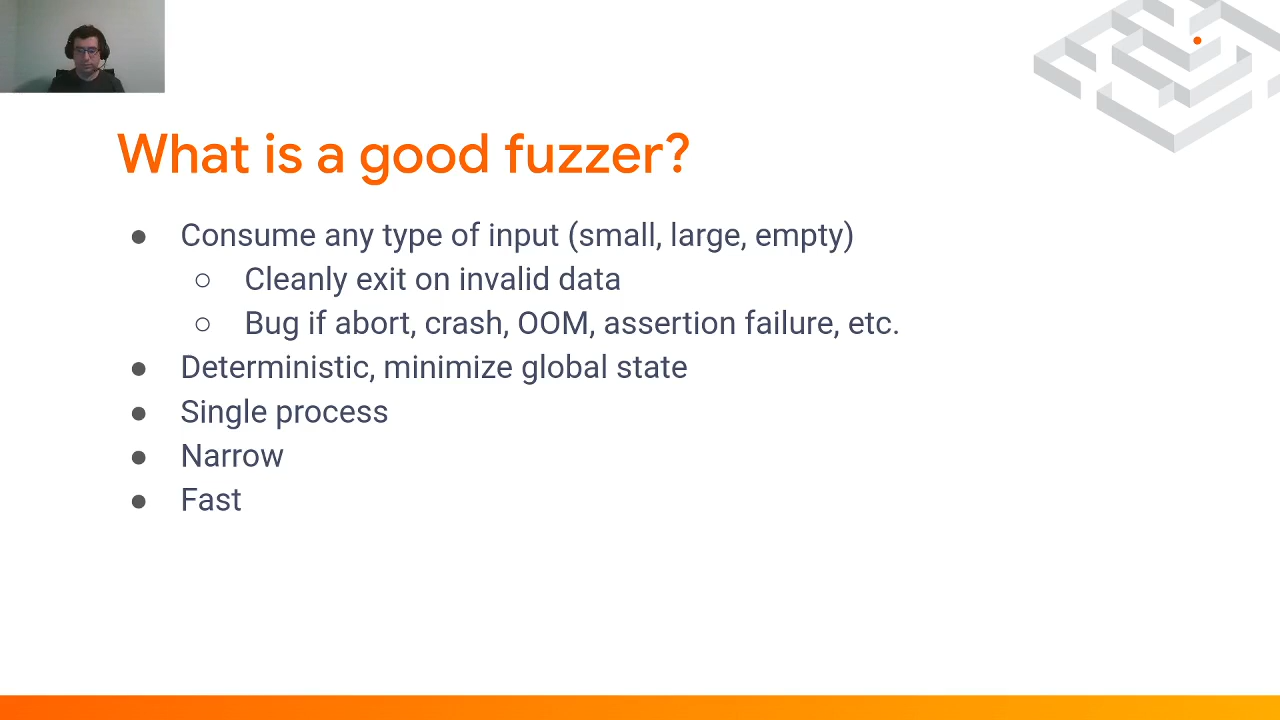 What is a good fuzzer?
● Consume any type of input (small, large, empty)
○ Cleanly exit on invalid data
○ Bug if abort, crash, OOM, assertion failure, etc.
● Deterministic, minimize global state
● Single process
● Narrow
● Fast